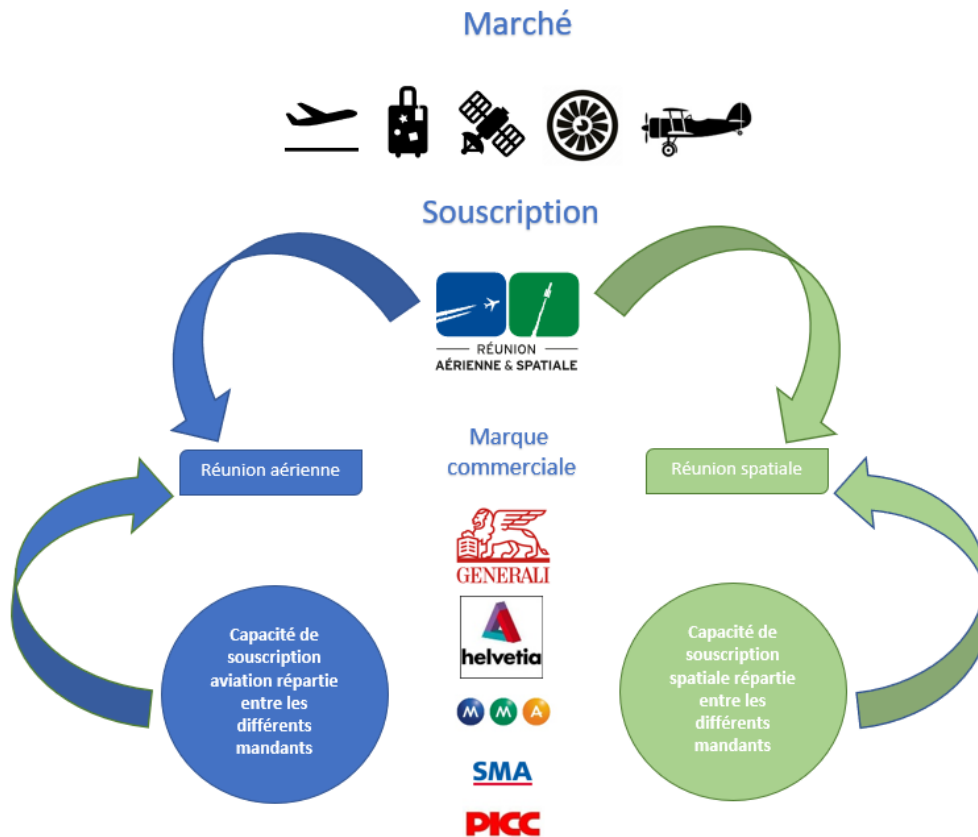 Marché
Souscription
RÉUNION
AÉRIENNE & SPATIALE
Marque
commerciale
Réunion aérienne
Réunion spatiale
GENERALI
helvetia
MMA
SMA
PICC
Capacité de
souscription
aviation répartie
entre les
différents
mandants
Capacité de
souscription
spatiale répartie
entre les
différents
mandants